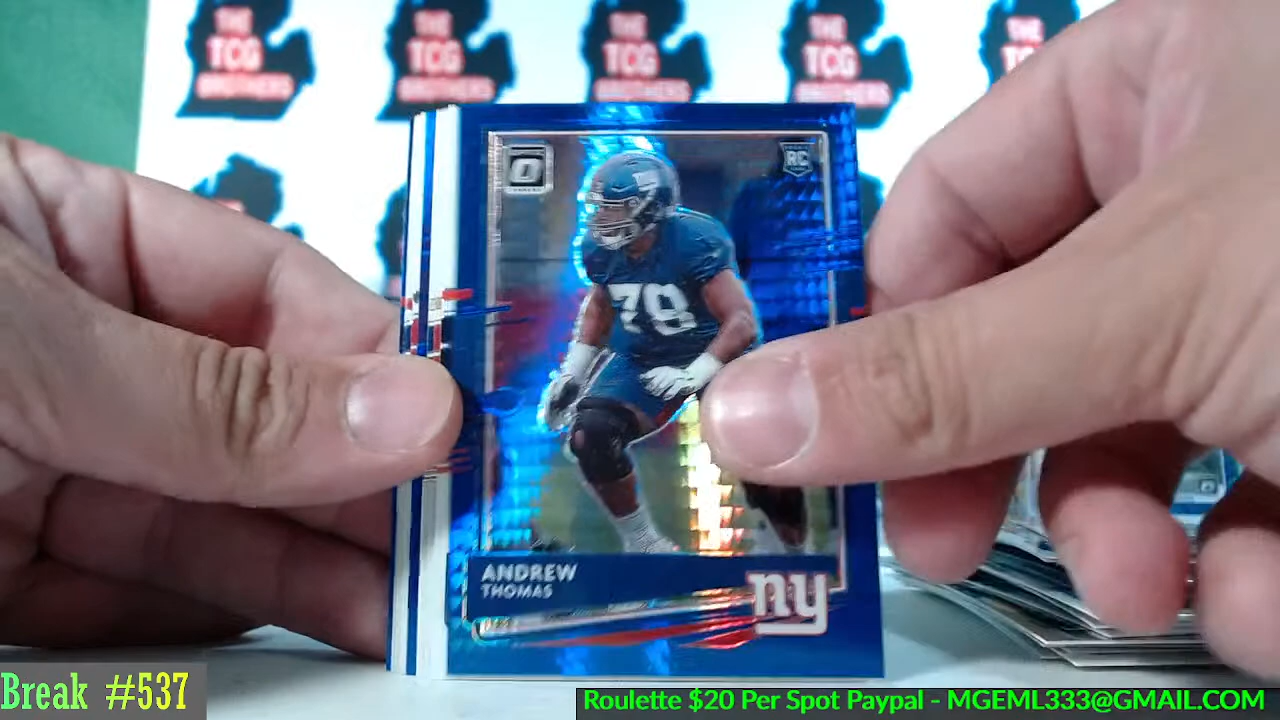 THE
TCG
BROTHERS
THE
TCG
BROTHERS
THE
TCG
BROTHERS
THE
TCG
BROTHERS
THE
RC
78
ANDREW
THOMAS
ny
Break #537
Roulette $20 Per Spot Paypal - MGEML333@GMAIL.COM